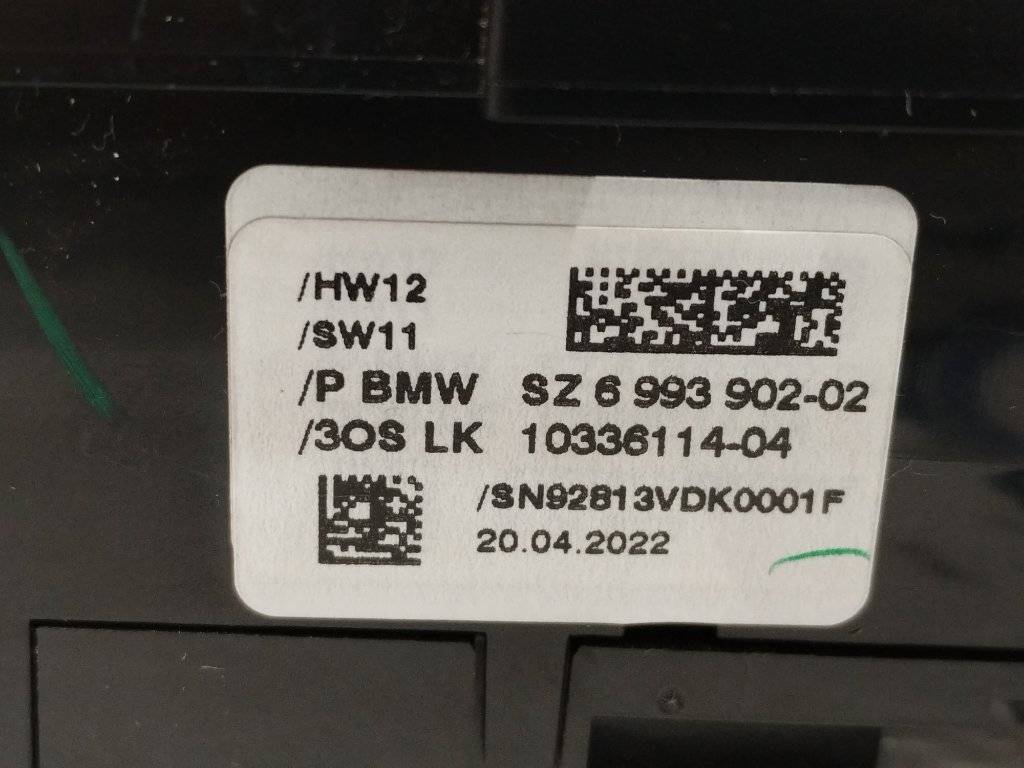 /HW12
/SW11
/P BMW SZ 6 993 902-02
/3OS LK 10336114-04
/SN92813VDK0001F
20.04.2022